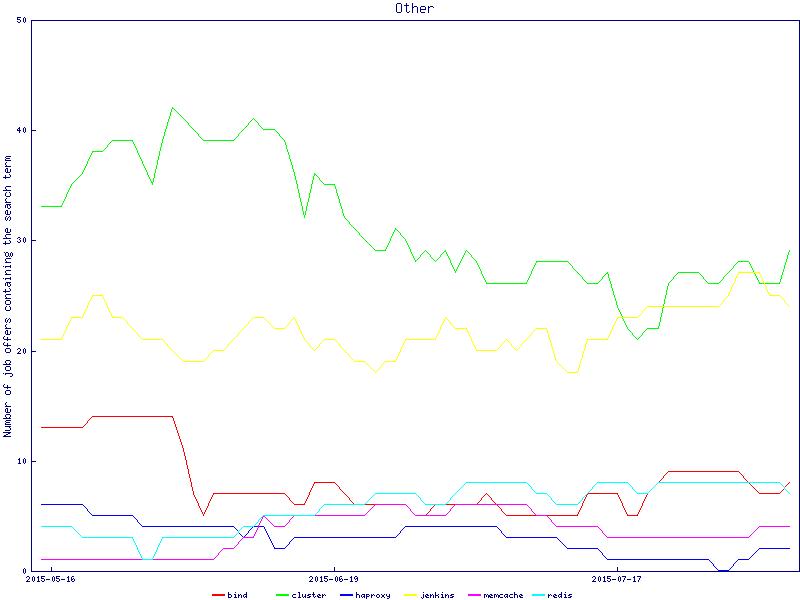 Other
Number of job offers containing the search term
50
40
30
20
10
0
2015-05-16 2015-06-19 2015-07-17
bind cluster haproxy jenkins memcache redis